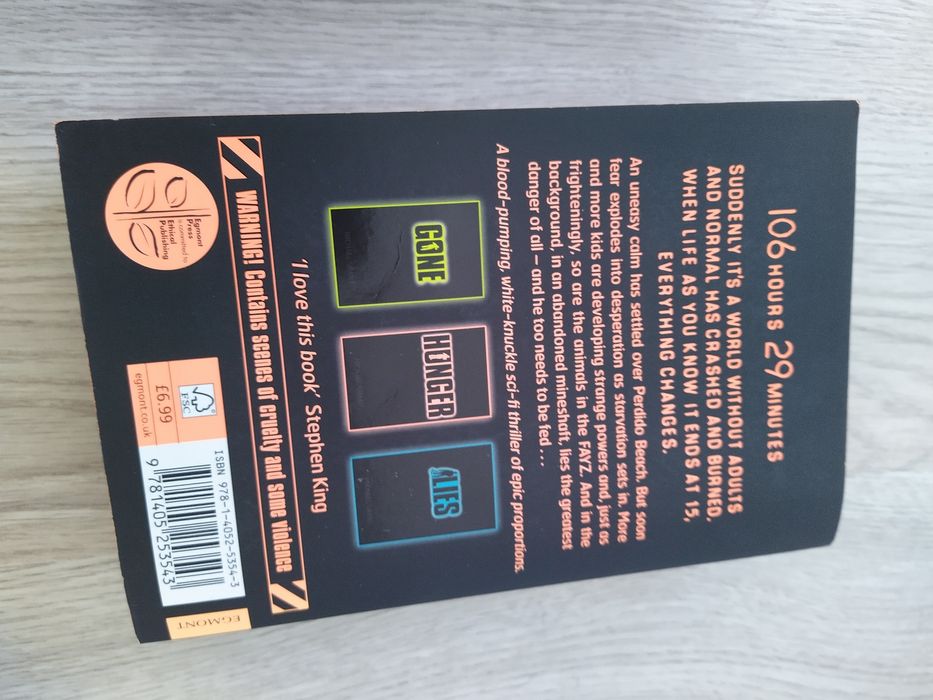 106 HOURS 29 MINUTES
SUDDENLY IT'S A WORLD WITHOUT ADULTS
AND NORMAL HAS CRASHED AND BURNED.
WHEN LIFE AS YOU KNOW IT ENDS AT 15,
EVERYTHING CHANGES.
An uneasy calm has settled over Perdido Beach. But soon
fear explodes into desperation as starvation sets in. More
and more kids are developing strange powers and, just as
frighteningly, so are the animals in the FAYZ. And in the
background, in an abandoned mineshaft, lies the greatest
danger of all – and he too needs to be fed ...
A blood-pumping, white-knuckle sci-fi thriller of epic proportions.
GONE
HUNGER
LIES
'I love this book' Stephen King
WARNING! Contains scenes of cruelty and some violence
Egmont
Press
is committed to
Ethical
Publishing
FSC
£6.99
egmont.co.uk
ISBN 978-1-4052-5354-3
9 781405 253543
EGMONT